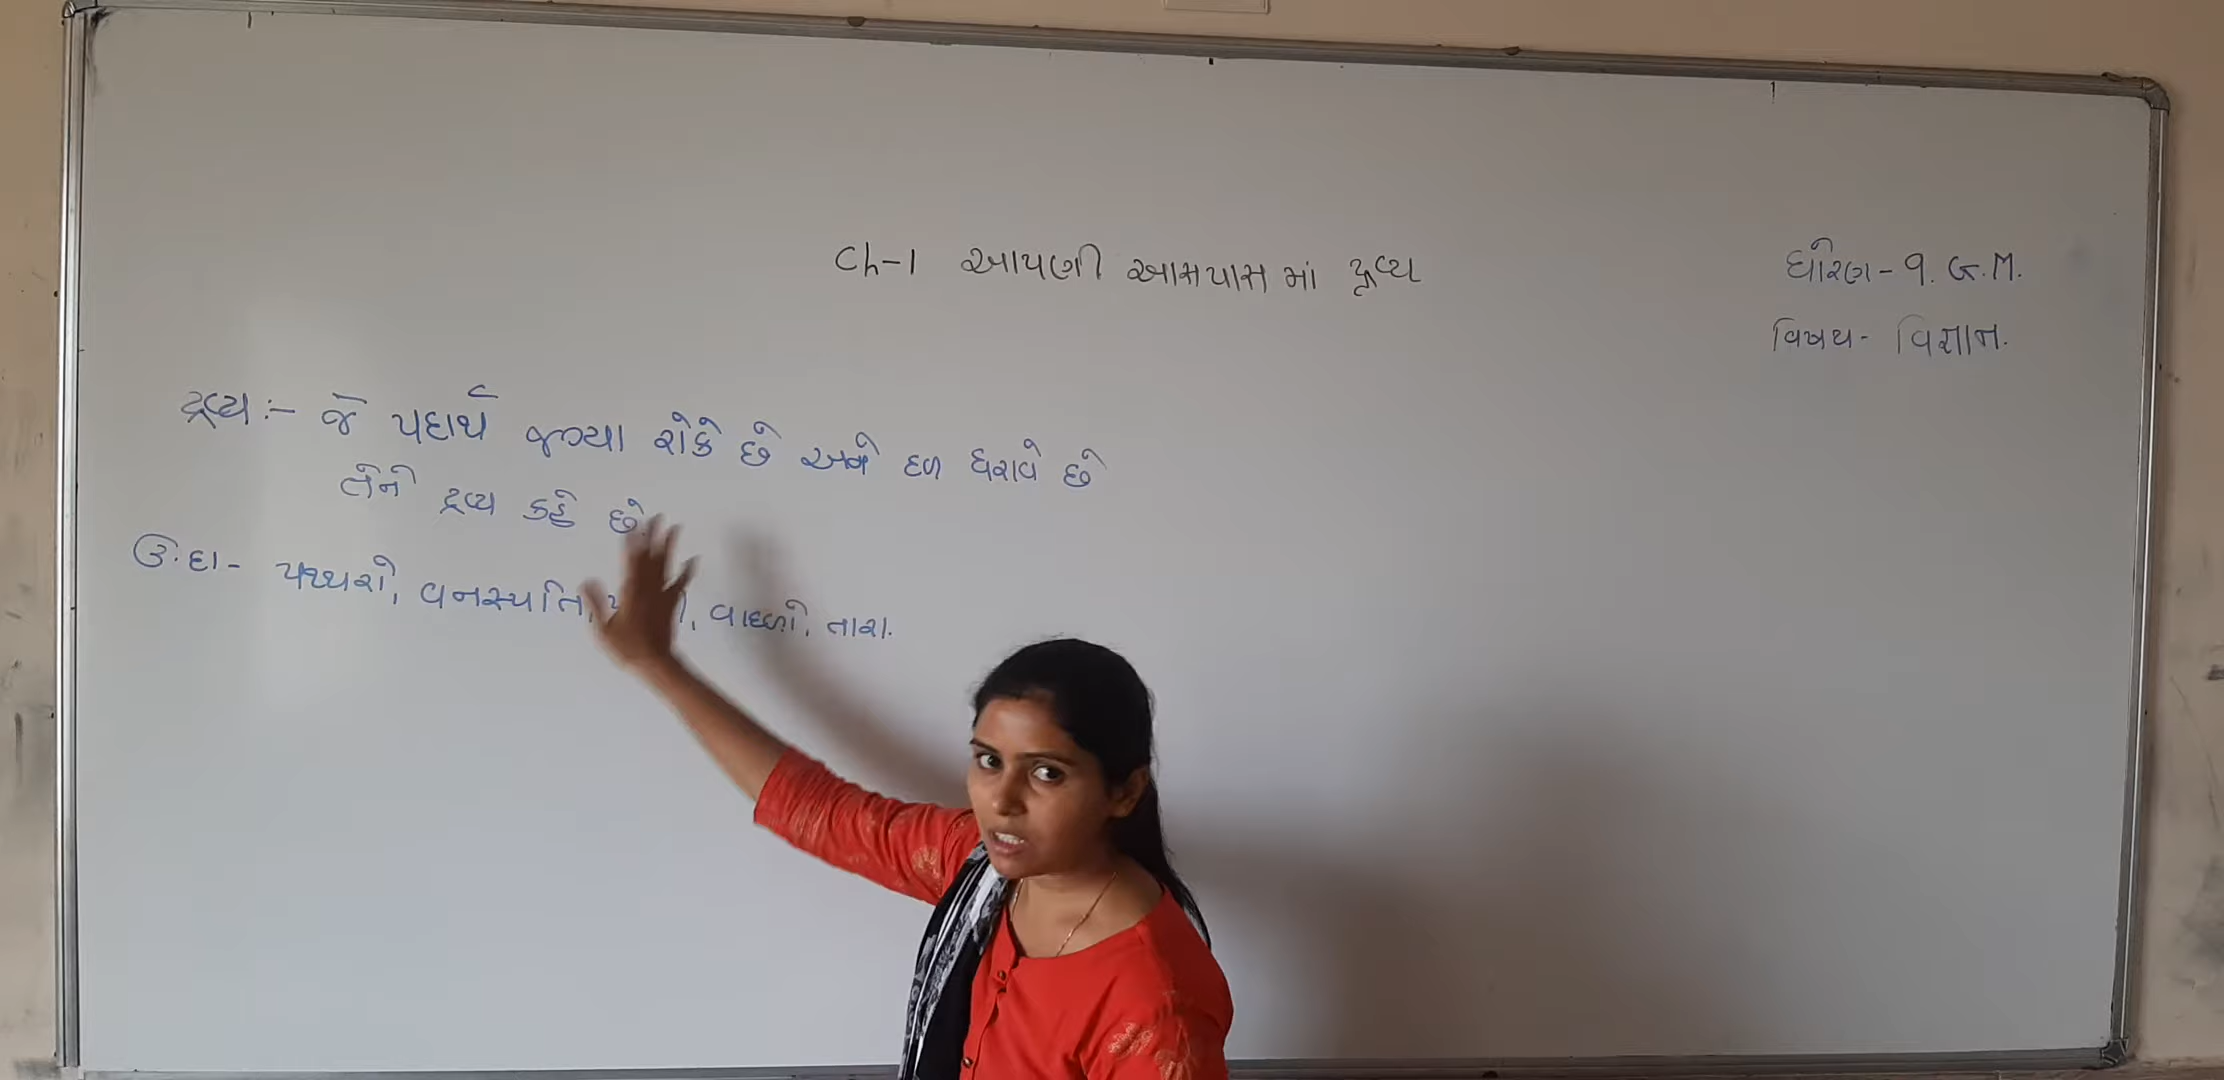 Ch-1 આપણી આસપાસ માં દ્રવ્ય
ધોરણ - 9. G.M.
વિષય - વિજ્ઞાન.
દ્રવ્ય :- જે પદાર્થ જગ્યા રોકે છે અને દળ ધરાવે છે
તેને દ્રવ્ય કહે છે.
ઉ.દા - પથ્થરો, વનસ્પતિ, વાદળો, તારા.